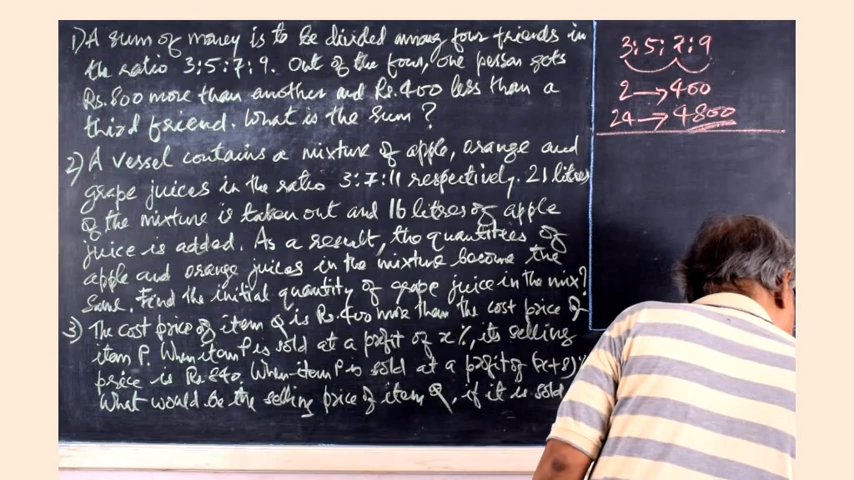 1) A sum of money is to be divided among four friends in
the ratio 3:5:7:9. Out of the four, one person gets
Rs.800 more than another and Rs.400 less than a
third friend. What is the sum?
2) A vessel contains a mixture of apple, orange and
grape juices in the ratio 3:7:11 respectively. 21 litres
of the mixture is taken out and 16 litres of apple
juice is added. As a result, the quantities of
apple and orange juices in the mixture become the
same. Find the initial quantity of grape juice in the mix?
3) The cost price of item Q is Rs.400 more than the cost price of
item P. When item P is sold at a profit of x%, its selling
price is Rs.840. When item P is sold at a profit of (x+8)%
What would be the selling price of item Q, if it is sold
3:5:7:9
2 → 400
24 → 4800